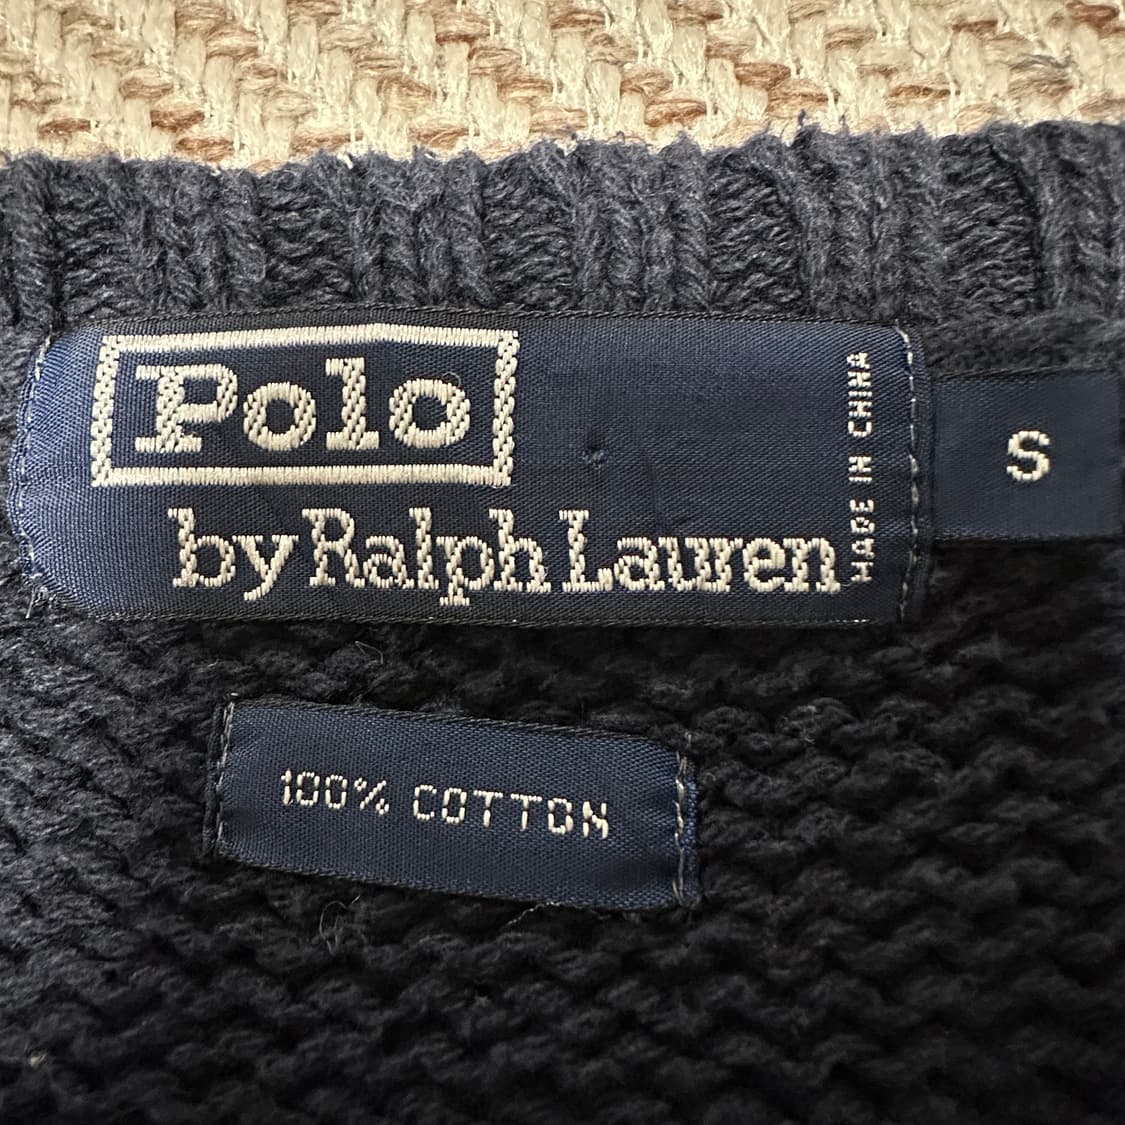 Polo
by Ralph Lauren
MADE IN CHINA
S
100% COTTON